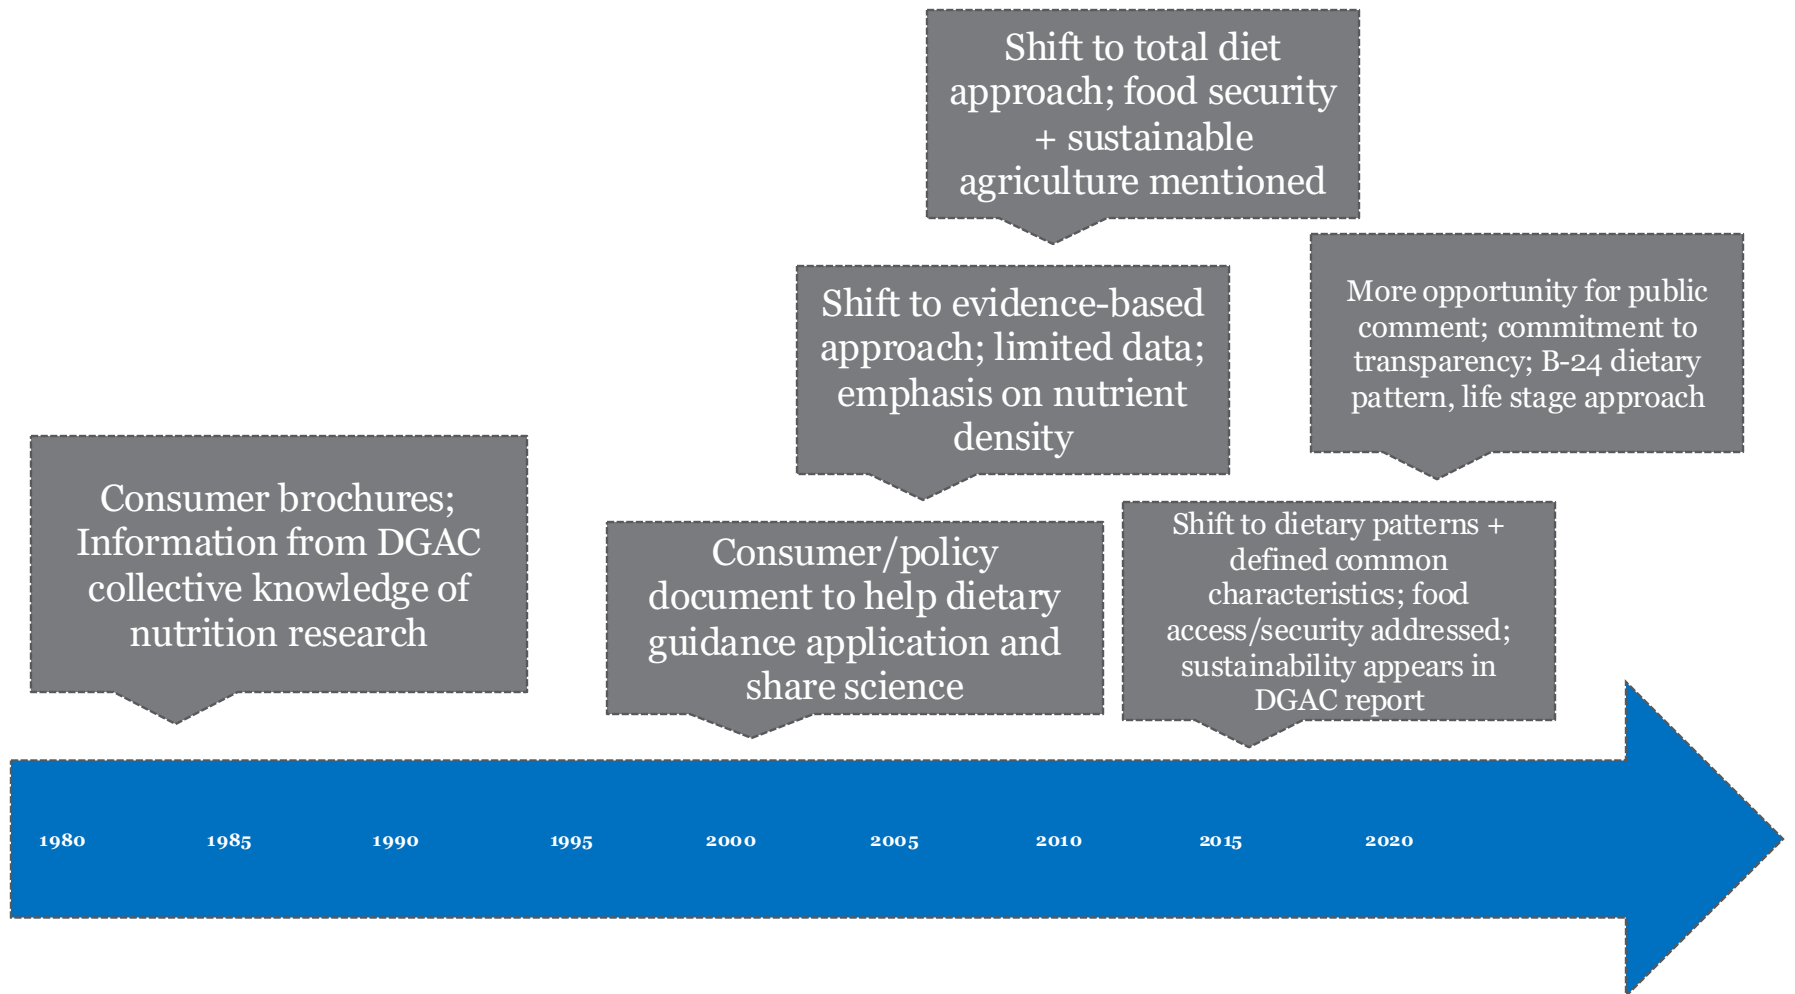 Shift to total diet
approach; food security
+ sustainable
agriculture mentioned
More opportunity for public
comment; commitment to
transparency; B-24 dietary
pattern, life stage approach
Shift to evidence-based
approach; limited data;
emphasis on nutrient
density
Consumer brochures;
Information from DGAC
collective knowledge of
nutrition research
Consumer/policy
document to help dietary
guidance application and
share science
Shift to dietary patterns +
defined common
characteristics; food
access/security addressed;
sustainability appears in
DGAC report
1980 1985 1990 1995 2000 2005 2010 2015 2020